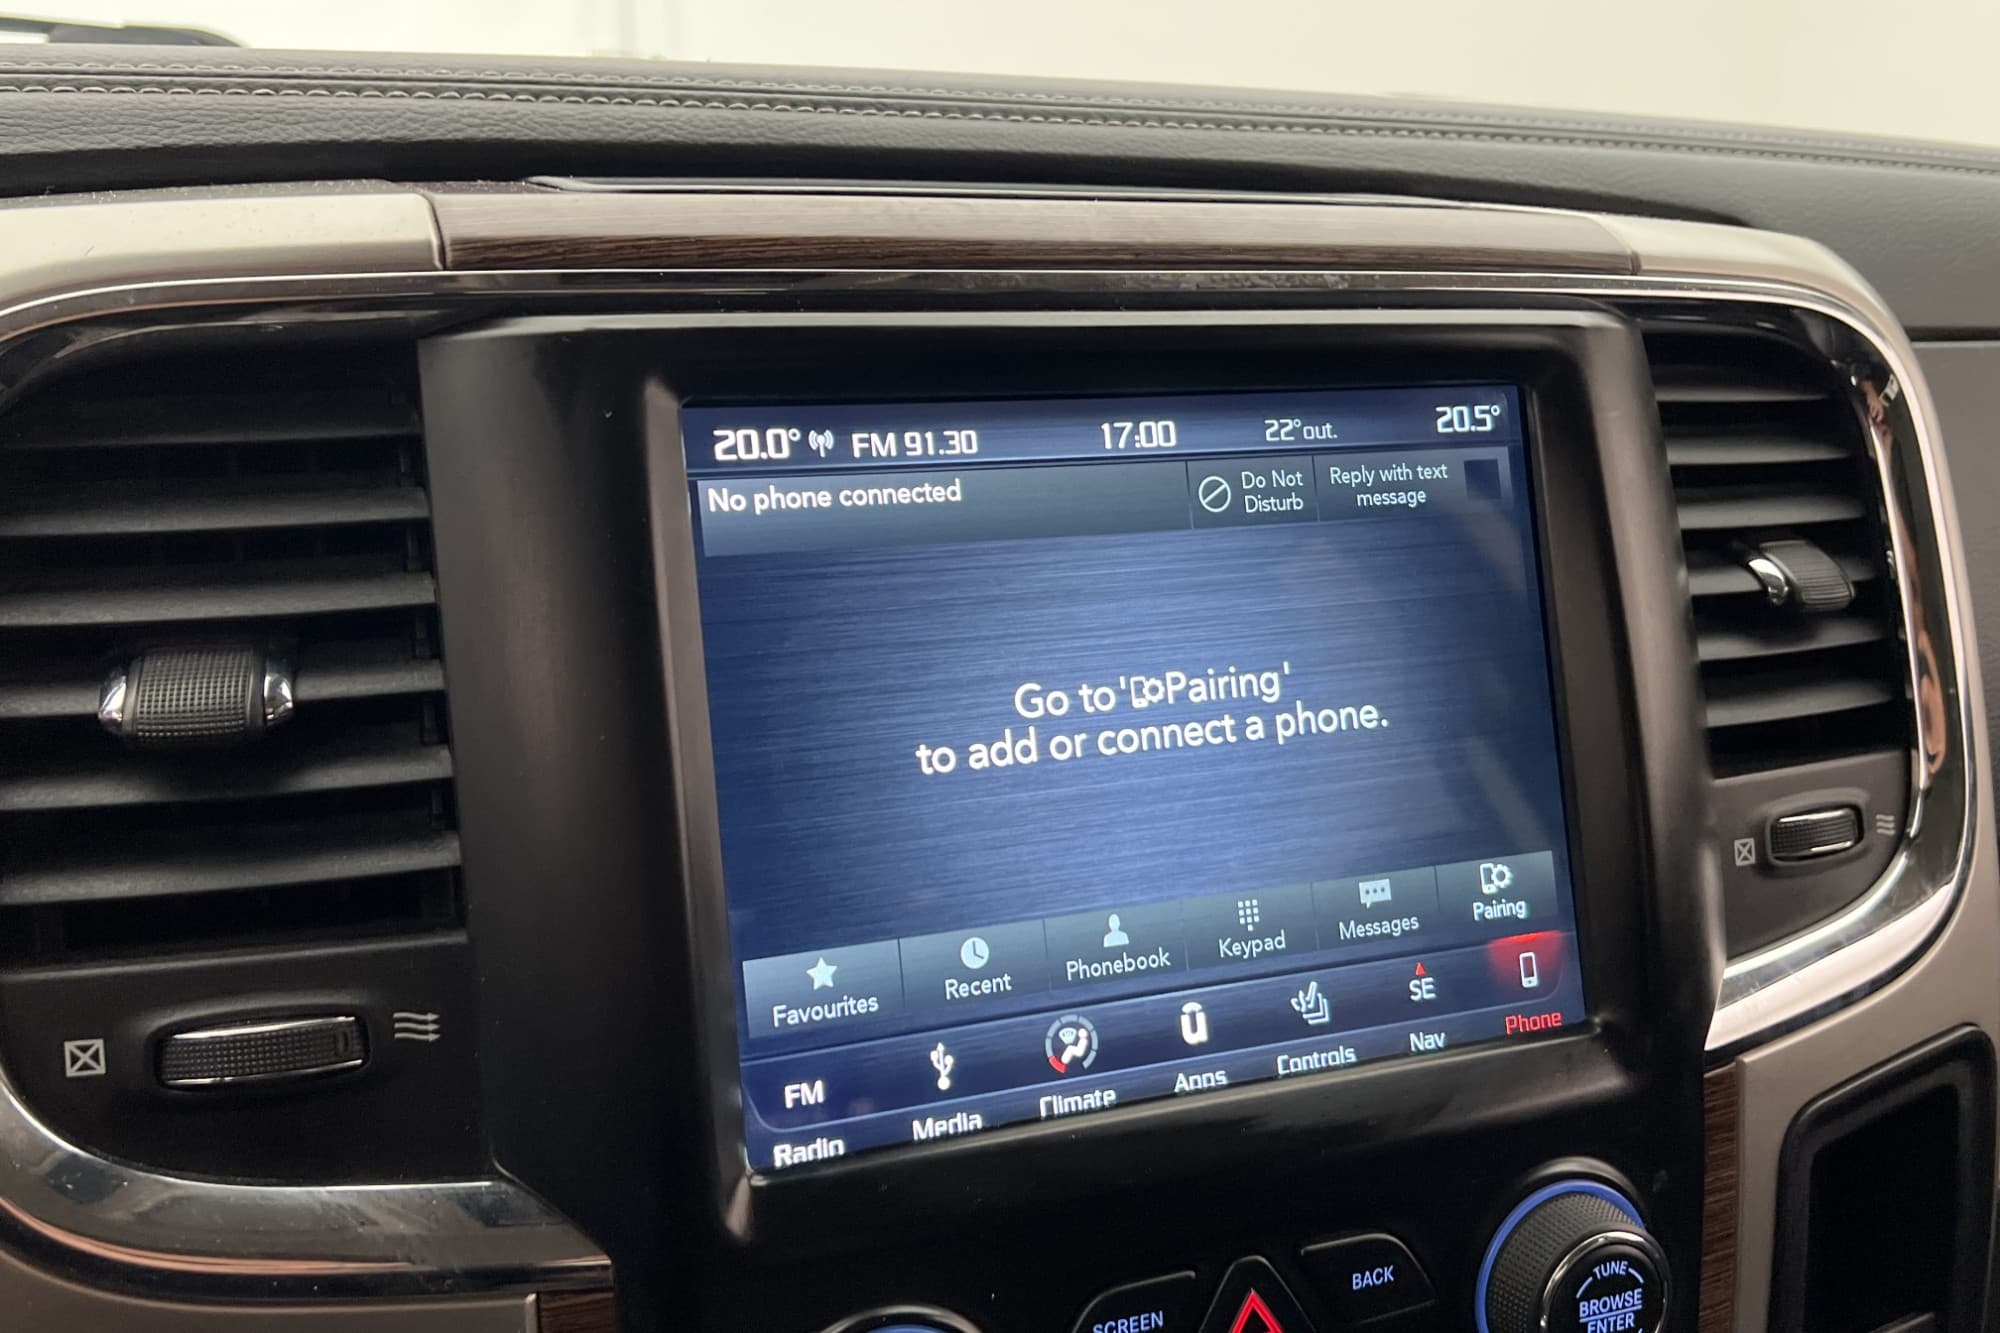 20.0° FM 91.30 17:00 22°out. 20.5°
No phone connected
Do Not
Disturb
Reply with text
message
Go to 'Pairing'
to add or connect a phone.
Favourites Recent Phonebook Keypad Messages Pairing
FM
SE
Radio Media Climate Apps Controls Nav Phone
SCREEN
BACK
TUNE
BROWSE
ENTER